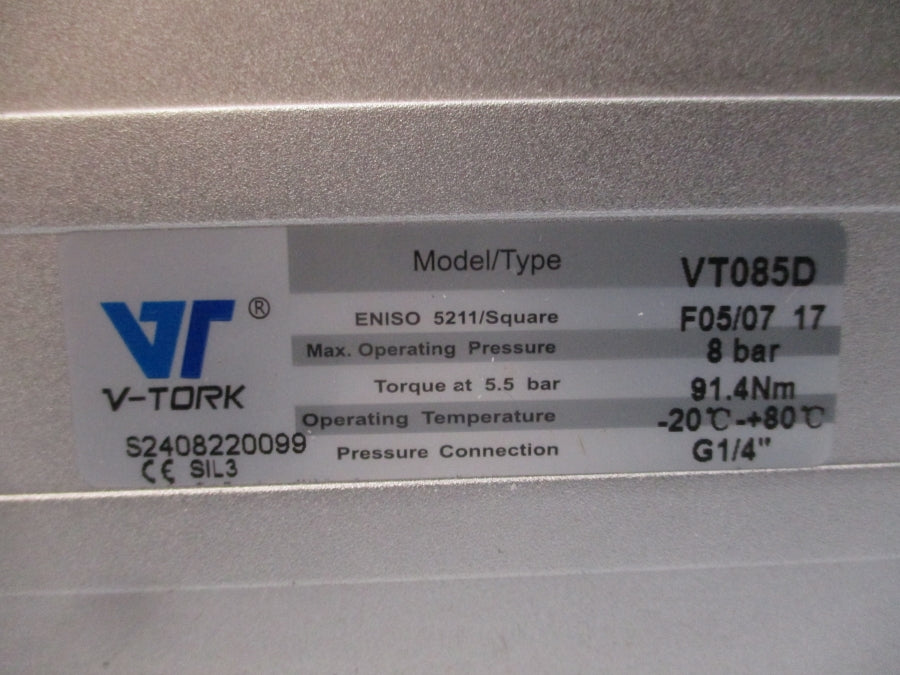 VT ®
V-TORK
S2408220099
CE SIL3
Model/Type VT085D
ENISO 5211/Square F05/07 17
Max. Operating Pressure 8 bar
Torque at 5.5 bar 91.4Nm
Operating Temperature -20℃-+80℃
Pressure Connection G1/4"